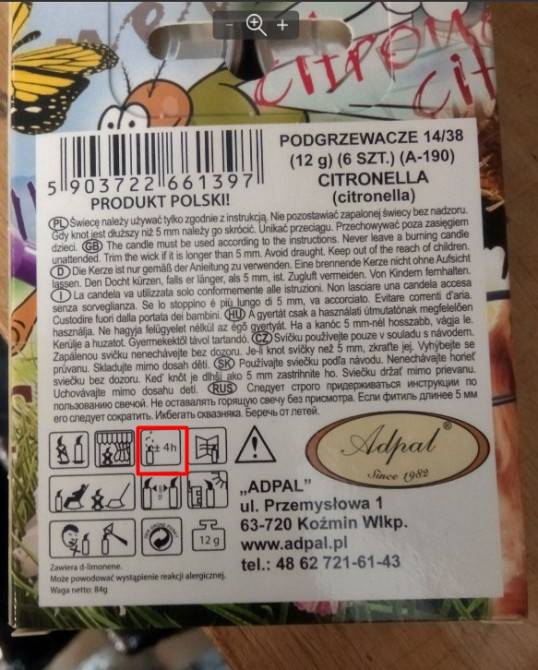 CITRO
Cit
PODGRZEWACZE 14/38
(12 g) (6 SZT.) (A-190)
CITRONELLA
(citronella)
5 903722 661397
PRODUKT POLSKI!
PL Świecę należy używać tylko zgodnie z instrukcją. Nie pozostawiać zapalonej świecy bez nadzoru.
Gdy knot jest dłuższy niż 5 mm należy go skrócić. Unikać przeciągu. Przechowywać poza zasięgiem
dzieci. GB The candle must be used according to the instructions. Never leave a burning candle
unattended. Trim the wick if it is longer than 5 mm. Avoid draught. Keep out of the reach of children.
D Die Kerze ist nur gemäß der Anleitung zu verwenden. Eine brennende Kerze nicht ohne Aufsicht
lassen. Den Docht kürzen, falls er länger, als 5 mm, ist. Zugluft vermeiden. Von Kindern fernhalten.
I La candela va utilizzata solo conformemente alle istruzioni. Non lasciare una candela accesa
senza sorveglianza. Se lo stoppino è più lungo di 5 mm, va accorciato. Evitare correnti d'aria.
Custodire fuori dalla portata dei bambini. HU A gyertát csak a használati útmutatónak megfelelően
használja. Ne hagyja felügyelet nélkül az égő gyertyát. Ha a kanóc 5 mm-nél hosszabb, vágja le.
Kerülje a huzatot. Gyermekektől távol tartandó. CZ Svíčku používejte pouze v souladu s návodem.
Zapálenou svíčku nenechávejte bez dozoru. Je-li knot svíčky než 5 mm, zkraťte jej. Vyhýbejte se
průvanu. Skladujte mimo dosah dětí. SK Používajte sviečku podľa návodu. Nenechávajte horieť
sviečku bez dozoru. Keď knôt je dlhší ako 5 mm zastrihnite ho. Sviečku držať mimo prievanu.
Uchovávajte mimo dosahu detí. RUS Следует строго придерживаться инструкции по
пользованию свечой. Не оставлять горящую свечу без присмотра. Если фитиль длиннее 5 мм
его следует сократить. Избегать сквазняка. Беречь от летей.
± 4h
12 g
Adpal®
Since 1982
„ADPAL”
ul. Przemysłowa 1
63-720 Koźmin Wlkp.
www.adpal.pl
tel.: 48 62 721-61-43
Zawiera d-limonene.
Może powodować wystąpienie reakcji alergicznej.
Waga netto: 84g